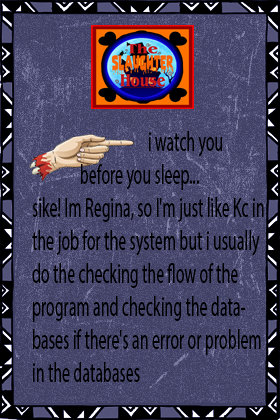 The
SLAUGHTER
House
i watch you
before you sleep...
sike! Im Regina, so I'm just like Kc in
the job for the system but i usually
do the checking the flow of the
program and checking the data-
bases if there's an error or problem
in the databases